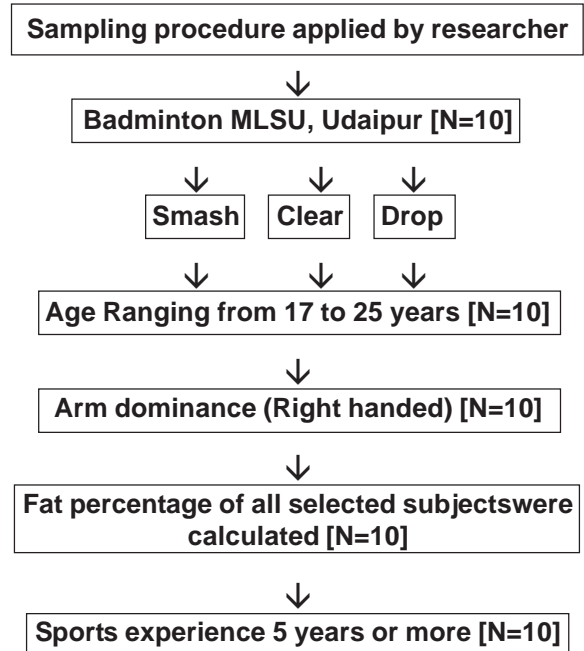 Sampling procedure applied by researcher
Badminton MLSU, Udaipur [N=10]
Smash Clear Drop
Age Ranging from 17 to 25 years [N=10]
Arm dominance (Right handed) [N=10]
Fat percentage of all selected subjectswere
calculated [N=10]
Sports experience 5 years or more [N=10]